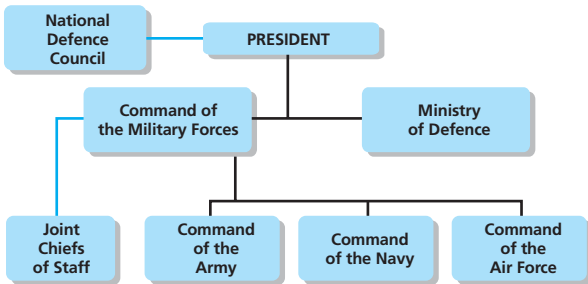 National
Defence
Council
PRESIDENT
Command of
the Military Forces
Ministry
of Defence
Joint
Chiefs
of Staff
Command
of the
Army
Command
of the Navy
Command
of the
Air Force